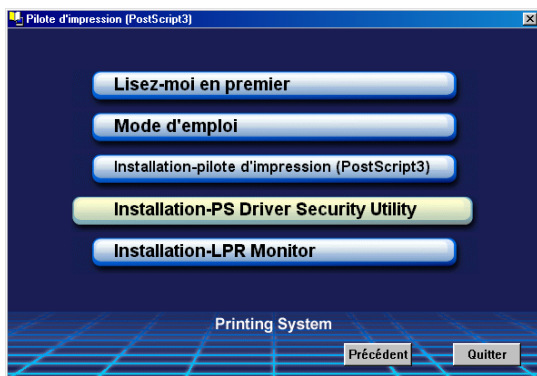 Pilote d'impression (PostScript3)
Lisez-moi en premier
Mode d'emploi
Installation-pilote d'impression (PostScript3)
Installation-PS Driver Security Utility
Installation-LPR Monitor
Printing System
Précédent
Quitter